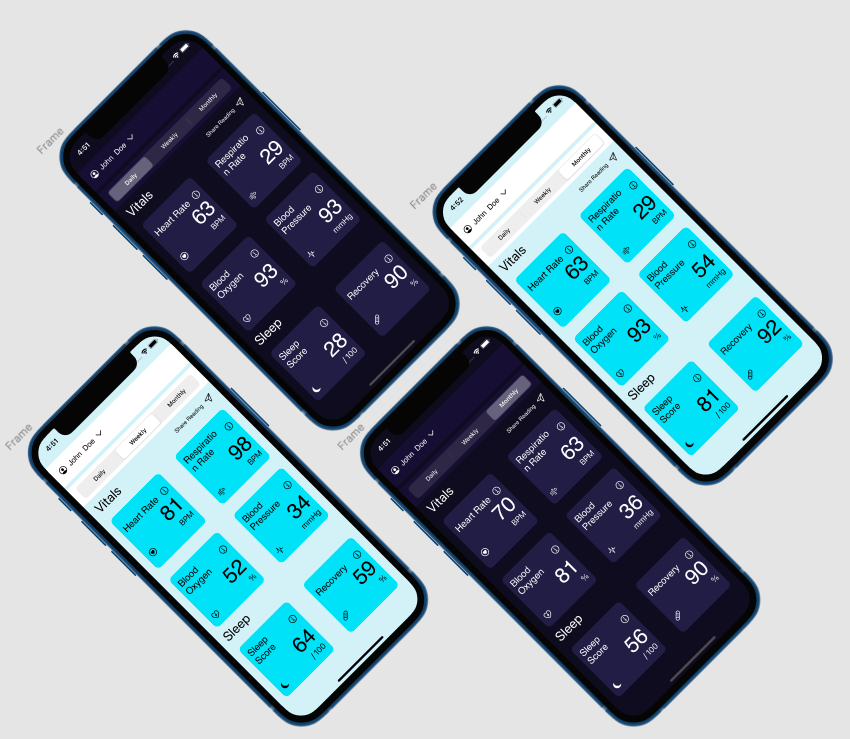 Frame
4:51
John Doe
Daily
Weekly
Monthly
Share Reading
Vitals
Heart Rate
63
BPM
Respiratio
n Rate
29
BPM
Blood
Oxygen
93
%
Blood
Pressure
93
mmHg
Sleep
Sleep
Score
28
/100
Recovery
90
%
Frame
4:52
John Doe
Daily
Weekly
Monthly
Share Reading
Vitals
Heart Rate
63
BPM
Respiratio
n Rate
29
BPM
Blood
Oxygen
93
%
Blood
Pressure
54
mmHg
Sleep
Sleep
Score
81
/100
Recovery
92
%
Frame
4:51
John Doe
Daily
Weekly
Monthly
Share Reading
Vitals
Heart Rate
81
BPM
Respiratio
n Rate
98
BPM
Blood
Oxygen
52
%
Blood
Pressure
34
mmHg
Sleep
Sleep
Score
64
/100
Recovery
59
%
Frame
4:51
John Doe
Daily
Weekly
Monthly
Share Reading
Vitals
Heart Rate
70
BPM
Respiratio
n Rate
63
BPM
Blood
Oxygen
81
%
Blood
Pressure
36
mmHg
Sleep
Sleep
Score
56
/100
Recovery
90
%